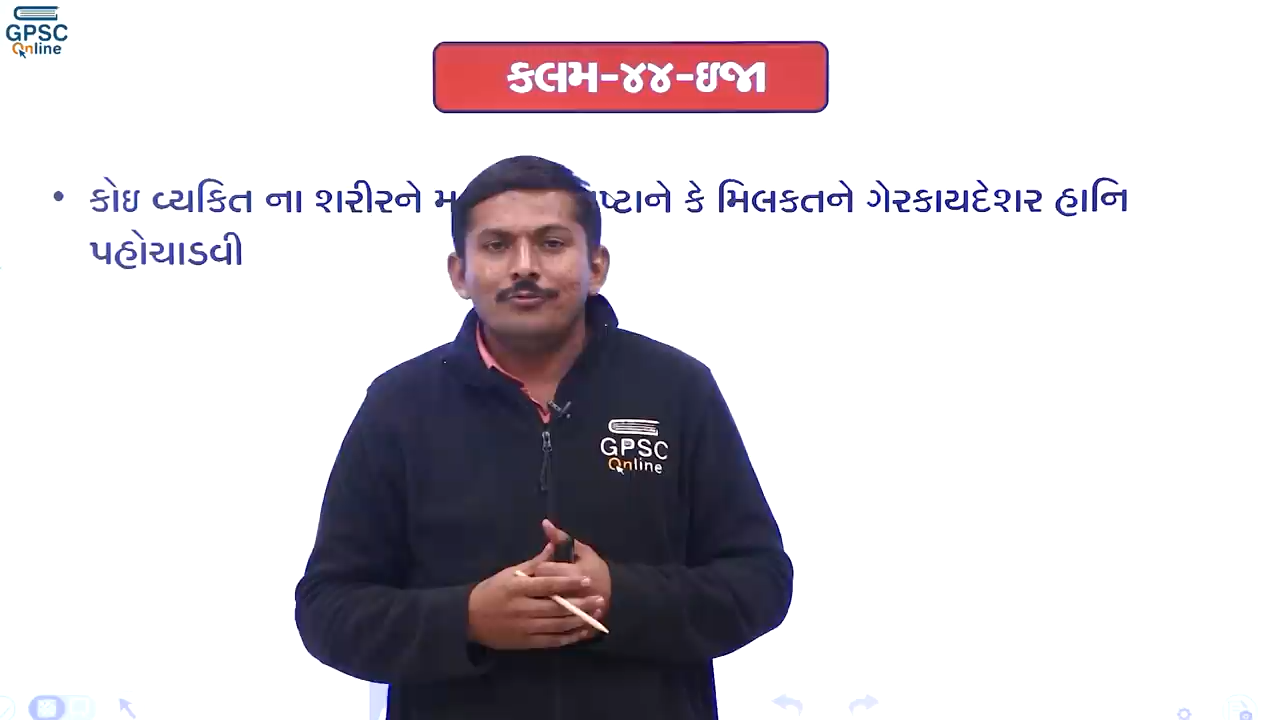 GPSC
Online
કલમ-૪૪-ઇજા
• કોઇ વ્યકિત ના શરીરને કે મિલકતને ગેરકાયદેશર હાનિ
પહોચાડવી
GPSC
Online